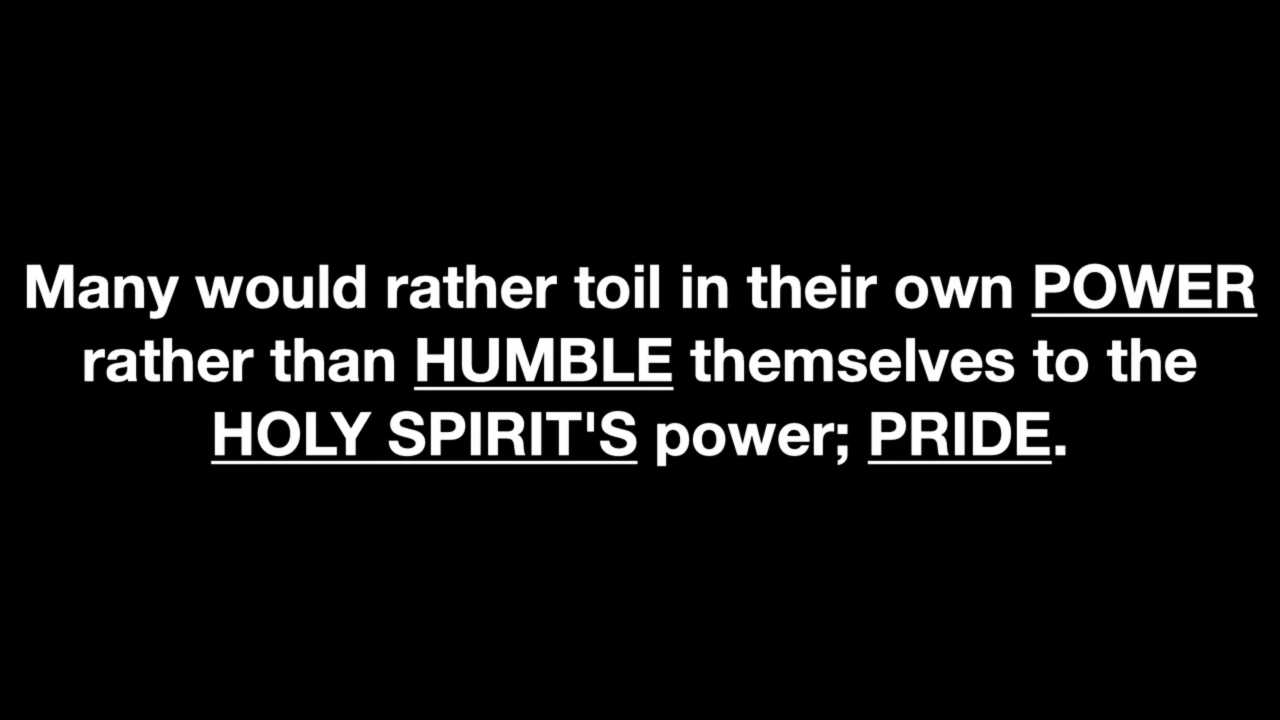 Many would rather toil in their own POWER
rather than HUMBLE themselves to the
HOLY SPIRIT'S power; PRIDE.